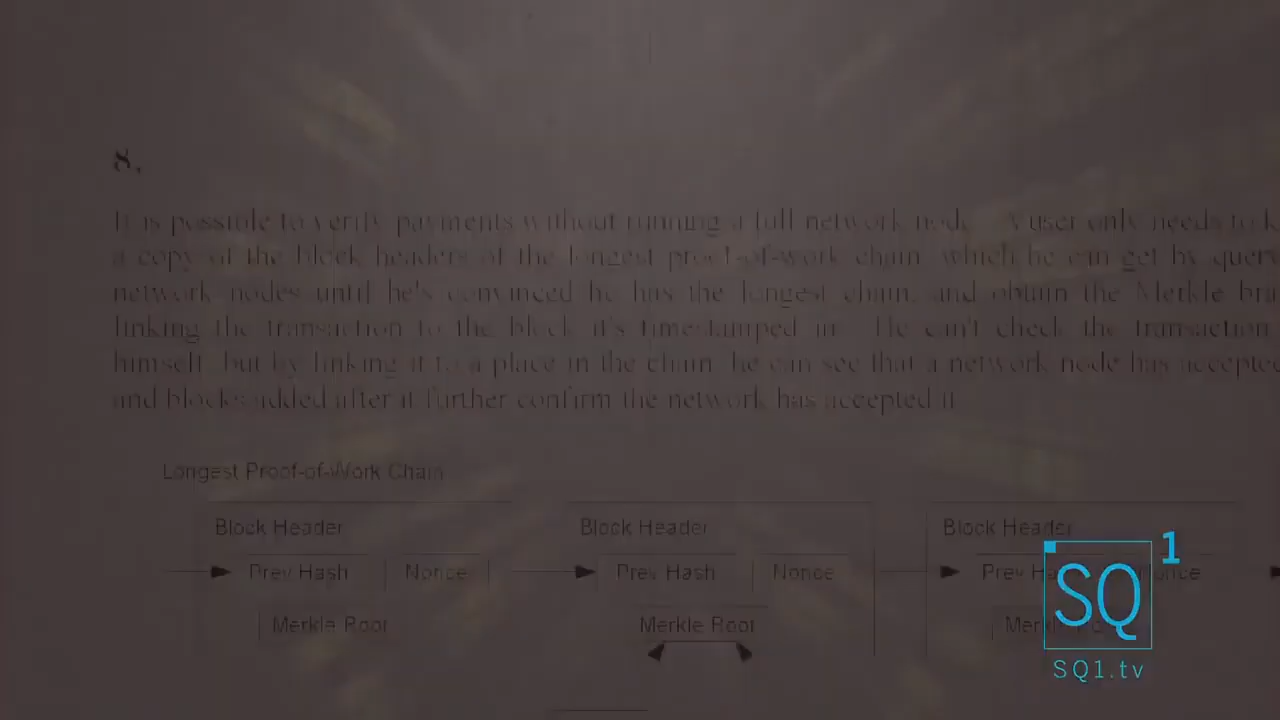 8.
It is possible to verify payments without running a full network node. A user only needs to k
a copy of the block headers of the longest proof-of-work chain, which he can get by query
network nodes until he's convinced he has the longest chain, and obtain the Merkle bra
linking the transaction to the block it's timestamped in. He can't check the transaction
himself, but by linking it to a place in the chain, he can see that a network node has accepted
and blocks added after it further confirm the network has accepted it
Longest Proof-of-Work Chain
Block Header Block Header Block Header
Prev Hash Nonce Prev Hash Nonce Prev Ha nce
Merkle Root Merkle Root Merk
SQ1
SQ1.tv